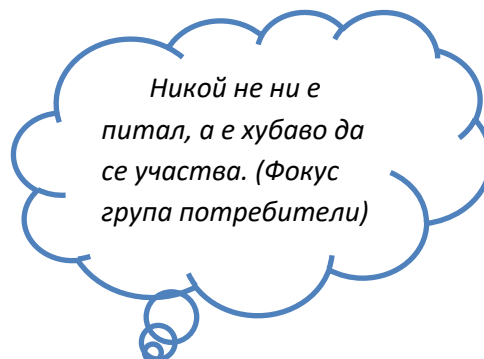 Никой не ни е
питал, а е хубаво да
се участва. (Фокус
група потребители)